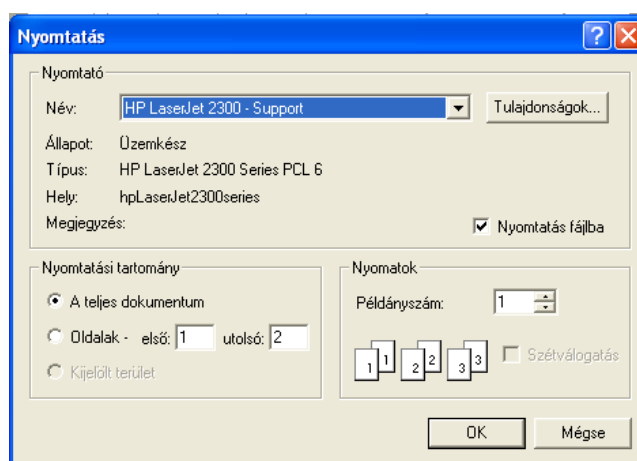 Nyomtatás
Nyomtató
Név: HP LaserJet 2300 - Support Tulajdonságok...
Állapot: Üzemkész
Típus: HP LaserJet 2300 Series PCL 6
Hely: hpLaserJet2300series
Megjegyzés: Nyomtatás fájlba
Nyomtatási tartomány
A teljes dokumentum
Oldalak - első: 1 utolsó: 2
Kijelölt terület
Nyomatok
Példányszám: 1
1 1 2 2 3 3 Szétválogatás
OK Mégse